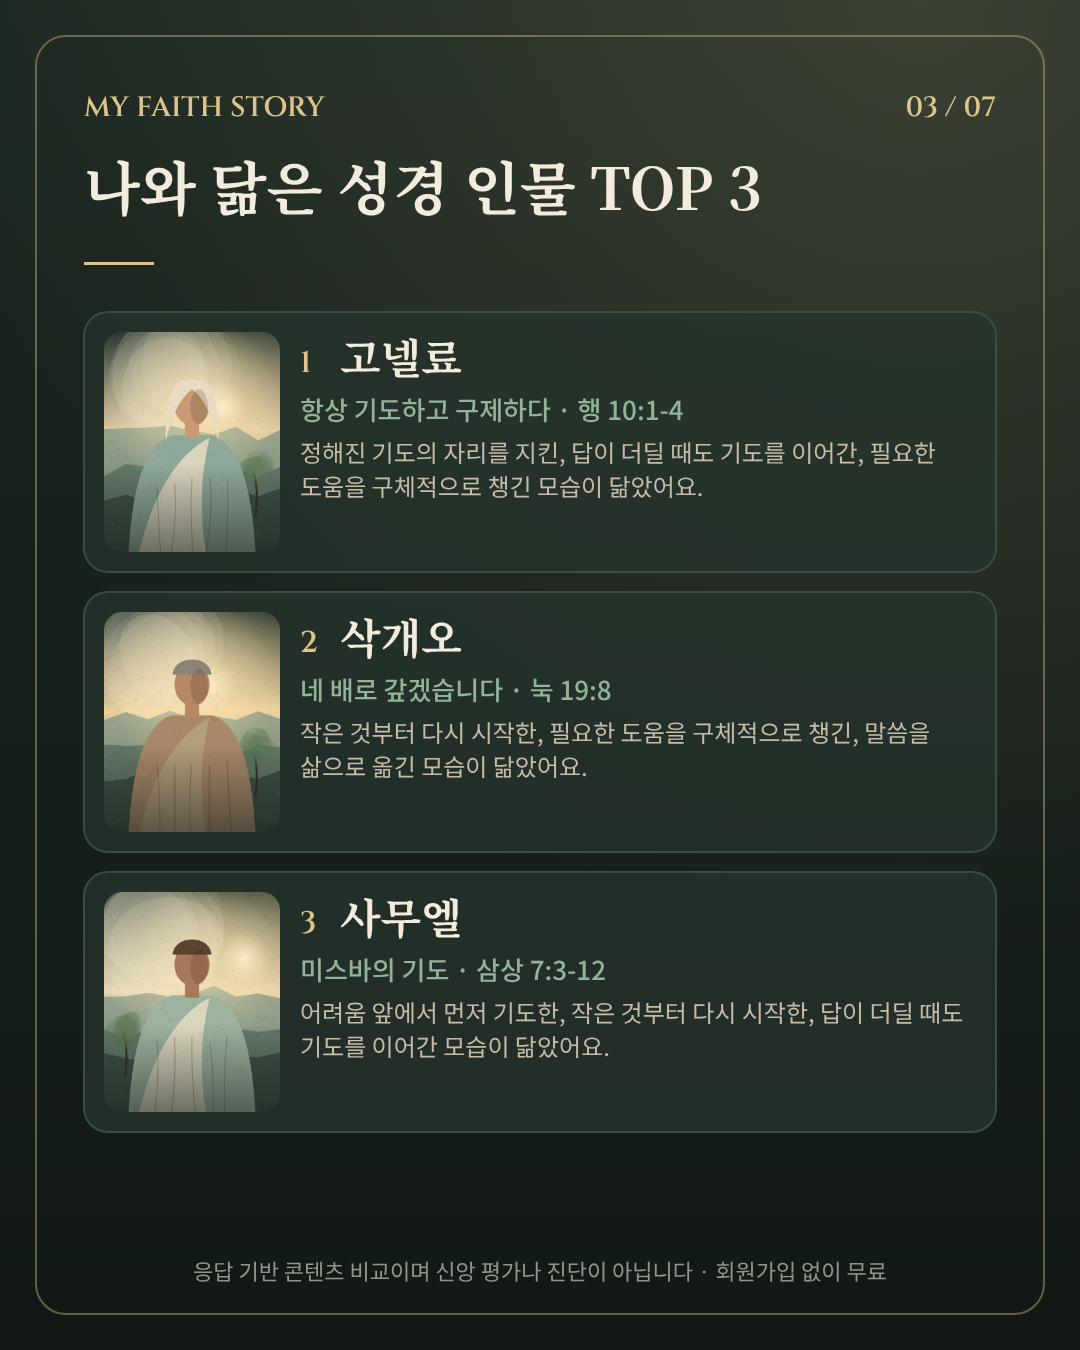 MY FAITH STORY
03 / 07
나와 닮은 성경 인물 TOP 3
1 고넬료
항상 기도하고 구제하다 · 행 10:1-4
정해진 기도의 자리를 지킨, 답이 더딜 때도 기도를 이어간, 필요한
도움을 구체적으로 챙긴 모습이 닮았어요.
2 삭개오
네 배로 갚겠습니다 · 눅 19:8
작은 것부터 다시 시작한, 필요한 도움을 구체적으로 챙긴, 말씀을
삶으로 옮긴 모습이 닮았어요.
3 사무엘
미스바의 기도 · 삼상 7:3-12
어려움 앞에서 먼저 기도한, 작은 것부터 다시 시작한, 답이 더딜 때도
기도를 이어간 모습이 닮았어요.
응답 기반 콘텐츠 비교이며 신앙 평가나 진단이 아닙니다 · 회원가입 없이 무료